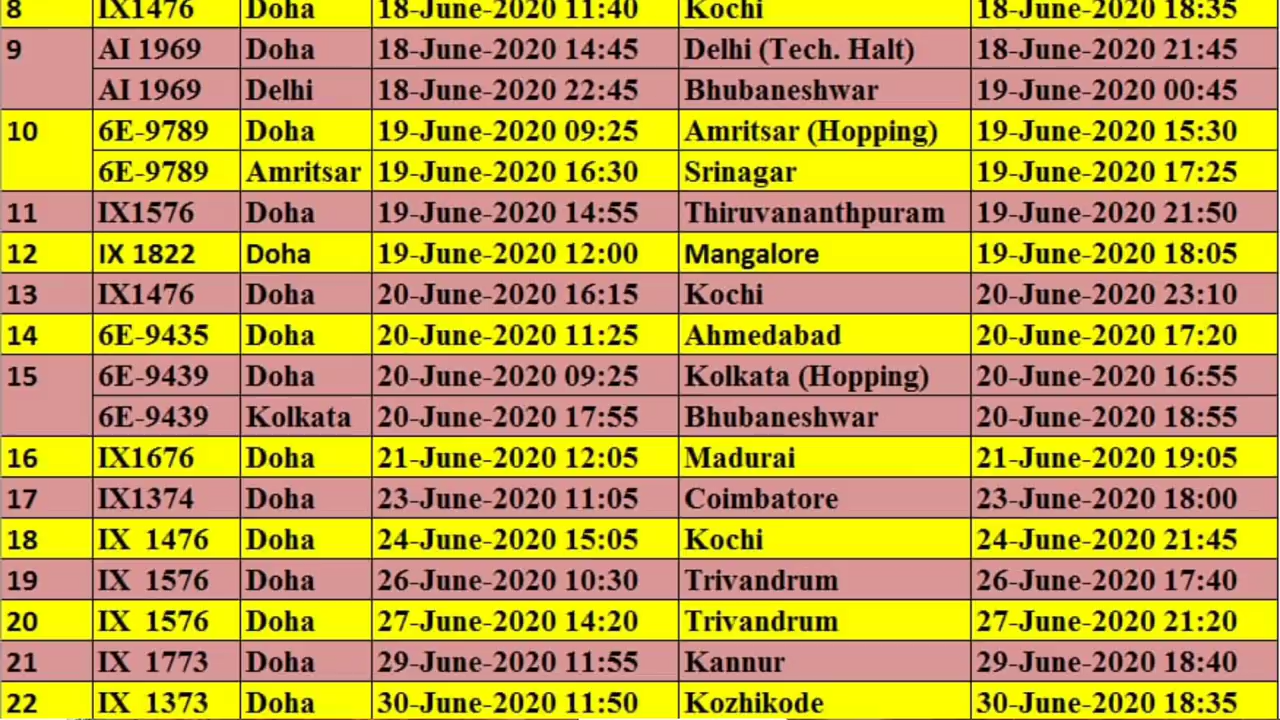 8 IX1476 Doha 18-June-2020 11:40 Kochi 18-June-2020 18:35
9 AI 1969 Doha 18-June-2020 14:45 Delhi (Tech. Halt) 18-June-2020 21:45
AI 1969 Delhi 18-June-2020 22:45 Bhubaneshwar 19-June-2020 00:45
10 6E-9789 Doha 19-June-2020 09:25 Amritsar (Hopping) 19-June-2020 15:30
6E-9789 Amritsar 19-June-2020 16:30 Srinagar 19-June-2020 17:25
11 IX1576 Doha 19-June-2020 14:55 Thiruvananthpuram 19-June-2020 21:50
12 IX 1822 Doha 19-June-2020 12:00 Mangalore 19-June-2020 18:05
13 IX1476 Doha 20-June-2020 16:15 Kochi 20-June-2020 23:10
14 6E-9435 Doha 20-June-2020 11:25 Ahmedabad 20-June-2020 17:20
15 6E-9439 Doha 20-June-2020 09:25 Kolkata (Hopping) 20-June-2020 16:55
6E-9439 Kolkata 20-June-2020 17:55 Bhubaneshwar 20-June-2020 18:55
16 IX1676 Doha 21-June-2020 12:05 Madurai 21-June-2020 19:05
17 IX1374 Doha 23-June-2020 11:05 Coimbatore 23-June-2020 18:00
18 IX 1476 Doha 24-June-2020 15:05 Kochi 24-June-2020 21:45
19 IX 1576 Doha 26-June-2020 10:30 Trivandrum 26-June-2020 17:40
20 IX 1576 Doha 27-June-2020 14:20 Trivandrum 27-June-2020 21:20
21 IX 1773 Doha 29-June-2020 11:55 Kannur 29-June-2020 18:40
22 IX 1373 Doha 30-June-2020 11:50 Kozhikode 30-June-2020 18:35